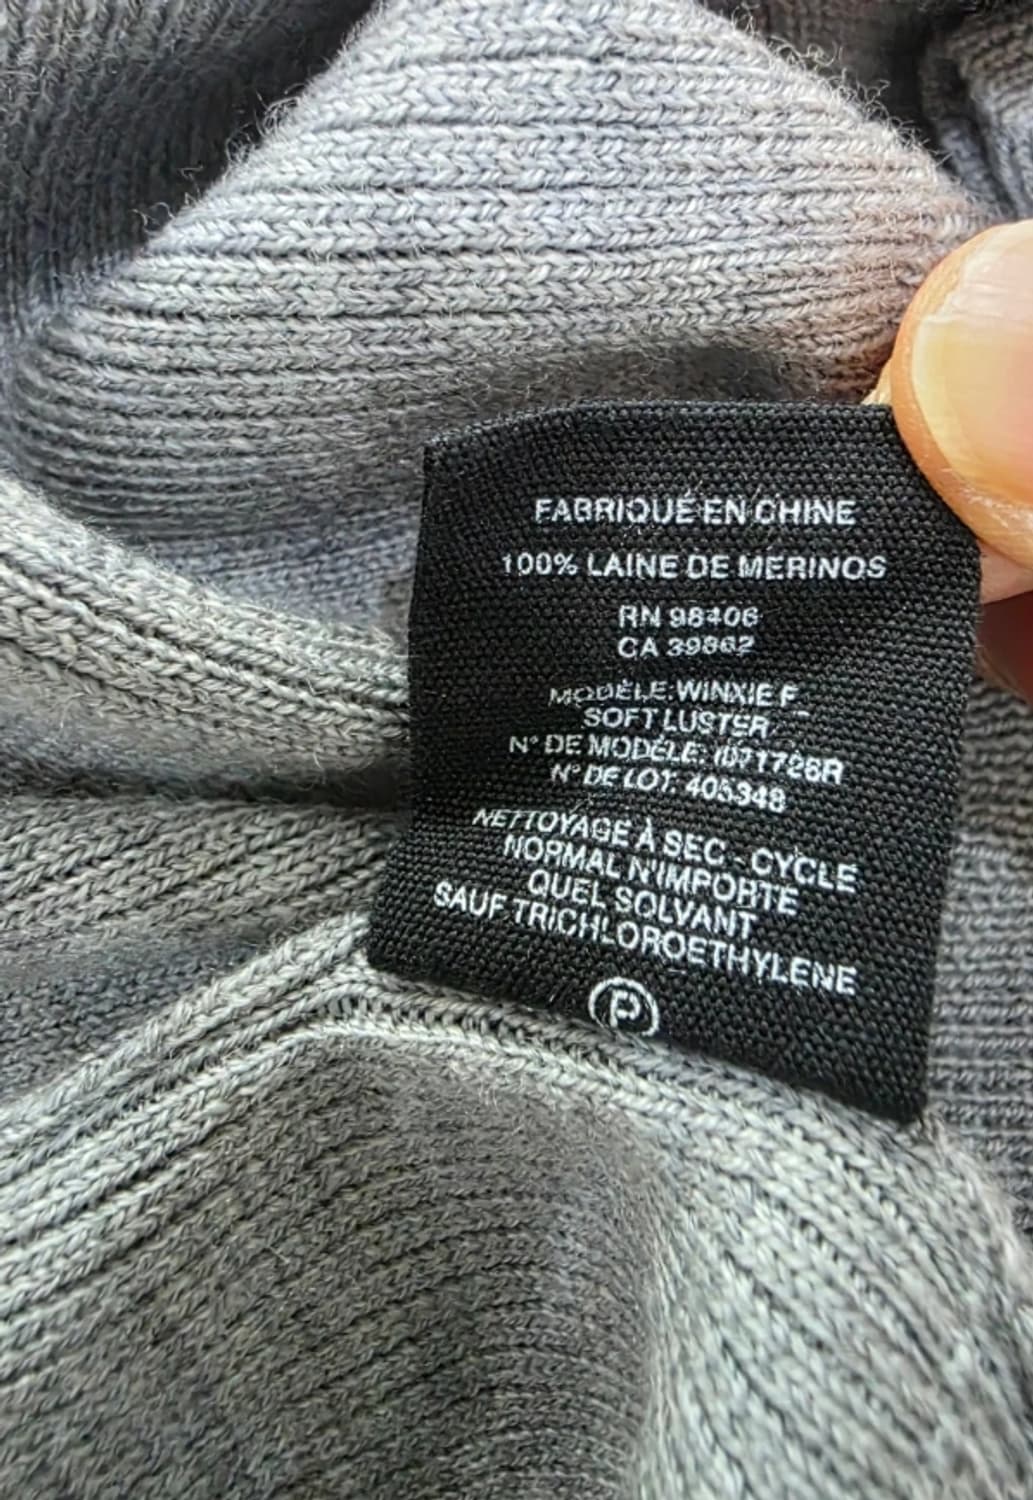 FABRIQUÉ EN CHINE
100% LAINE DE MERINOS
RN 98406
CA 39862
MODÈLE: WINXIE F_
SOFT LUSTER
N° DE MODÈLE:
N° DE LOT: 405348
NETTOYAGE À SEC - CYCLE
NORMAL N'IMPORTE
QUEL SOLVANT
SAUF TRICHLOROETHYLENE
P